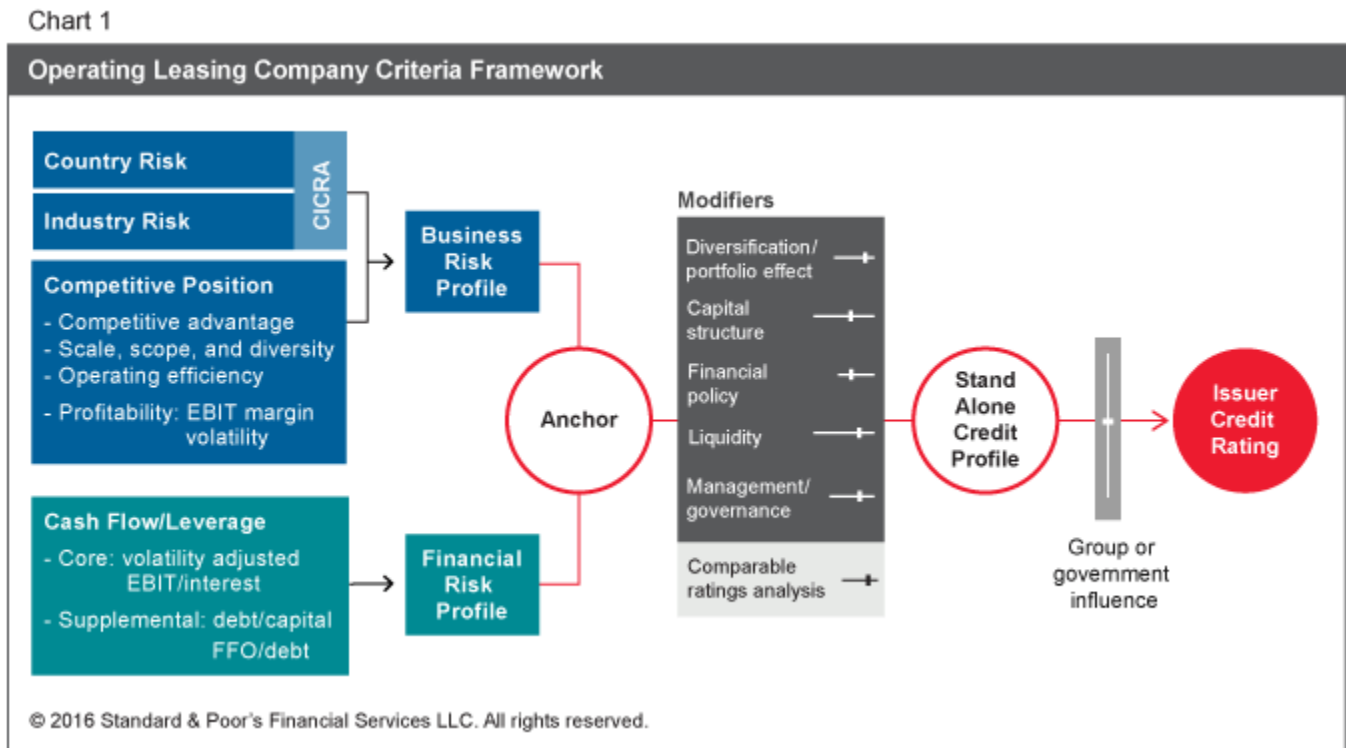 Chart 1
Operating Leasing Company Criteria Framework
Country Risk
Industry Risk
CICRA
Competitive Position
- Competitive advantage
- Scale, scope, and diversity
- Operating efficiency
- Profitability: EBIT margin
volatility
Cash Flow/Leverage
- Core: volatility adjusted
EBIT/interest
- Supplemental: debt/capital
FFO/debt
Business
Risk
Profile
Financial
Risk
Profile
Anchor
Modifiers
Diversification/
portfolio effect
Capital
structure
Financial
policy
Liquidity
Management/
governance
Comparable
ratings analysis
Stand
Alone
Credit
Profile
Group or
government
influence
Issuer
Credit
Rating
© 2016 Standard & Poor's Financial Services LLC. All rights reserved.